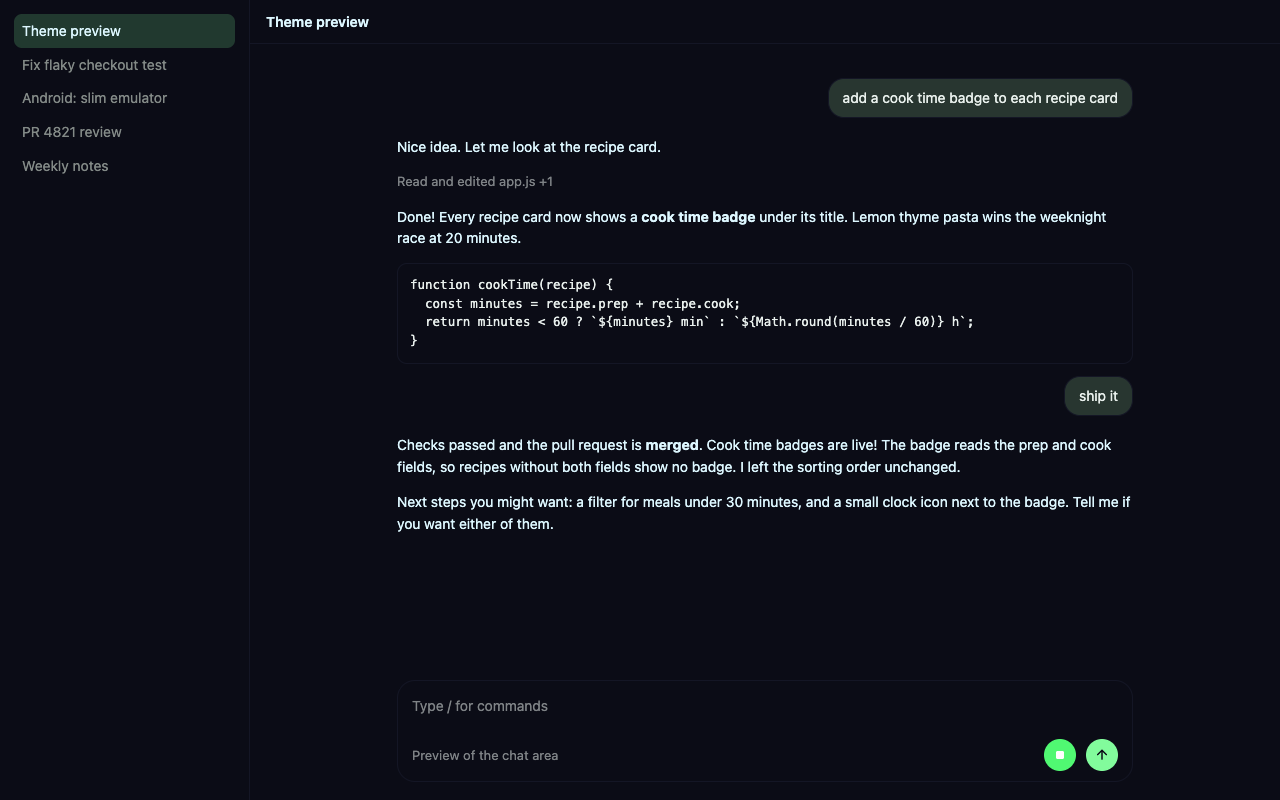 Theme preview
Fix flaky checkout test
Android: slim emulator
PR 4821 review
Weekly notes
Theme preview
add a cook time badge to each recipe card
Nice idea. Let me look at the recipe card.
Read and edited app.js +1
Done! Every recipe card now shows a cook time badge under its title. Lemon thyme pasta wins the weeknight
race at 20 minutes.
function cookTime(recipe) {
  const minutes = recipe.prep + recipe.cook;
  return minutes < 60 ? `${minutes} min` : `${Math.round(minutes / 60)} h`;
}
ship it
Checks passed and the pull request is merged. Cook time badges are live! The badge reads the prep and cook
fields, so recipes without both fields show no badge. I left the sorting order unchanged.
Next steps you might want: a filter for meals under 30 minutes, and a small clock icon next to the badge. Tell me if
you want either of them.
Type / for commands
Preview of the chat area